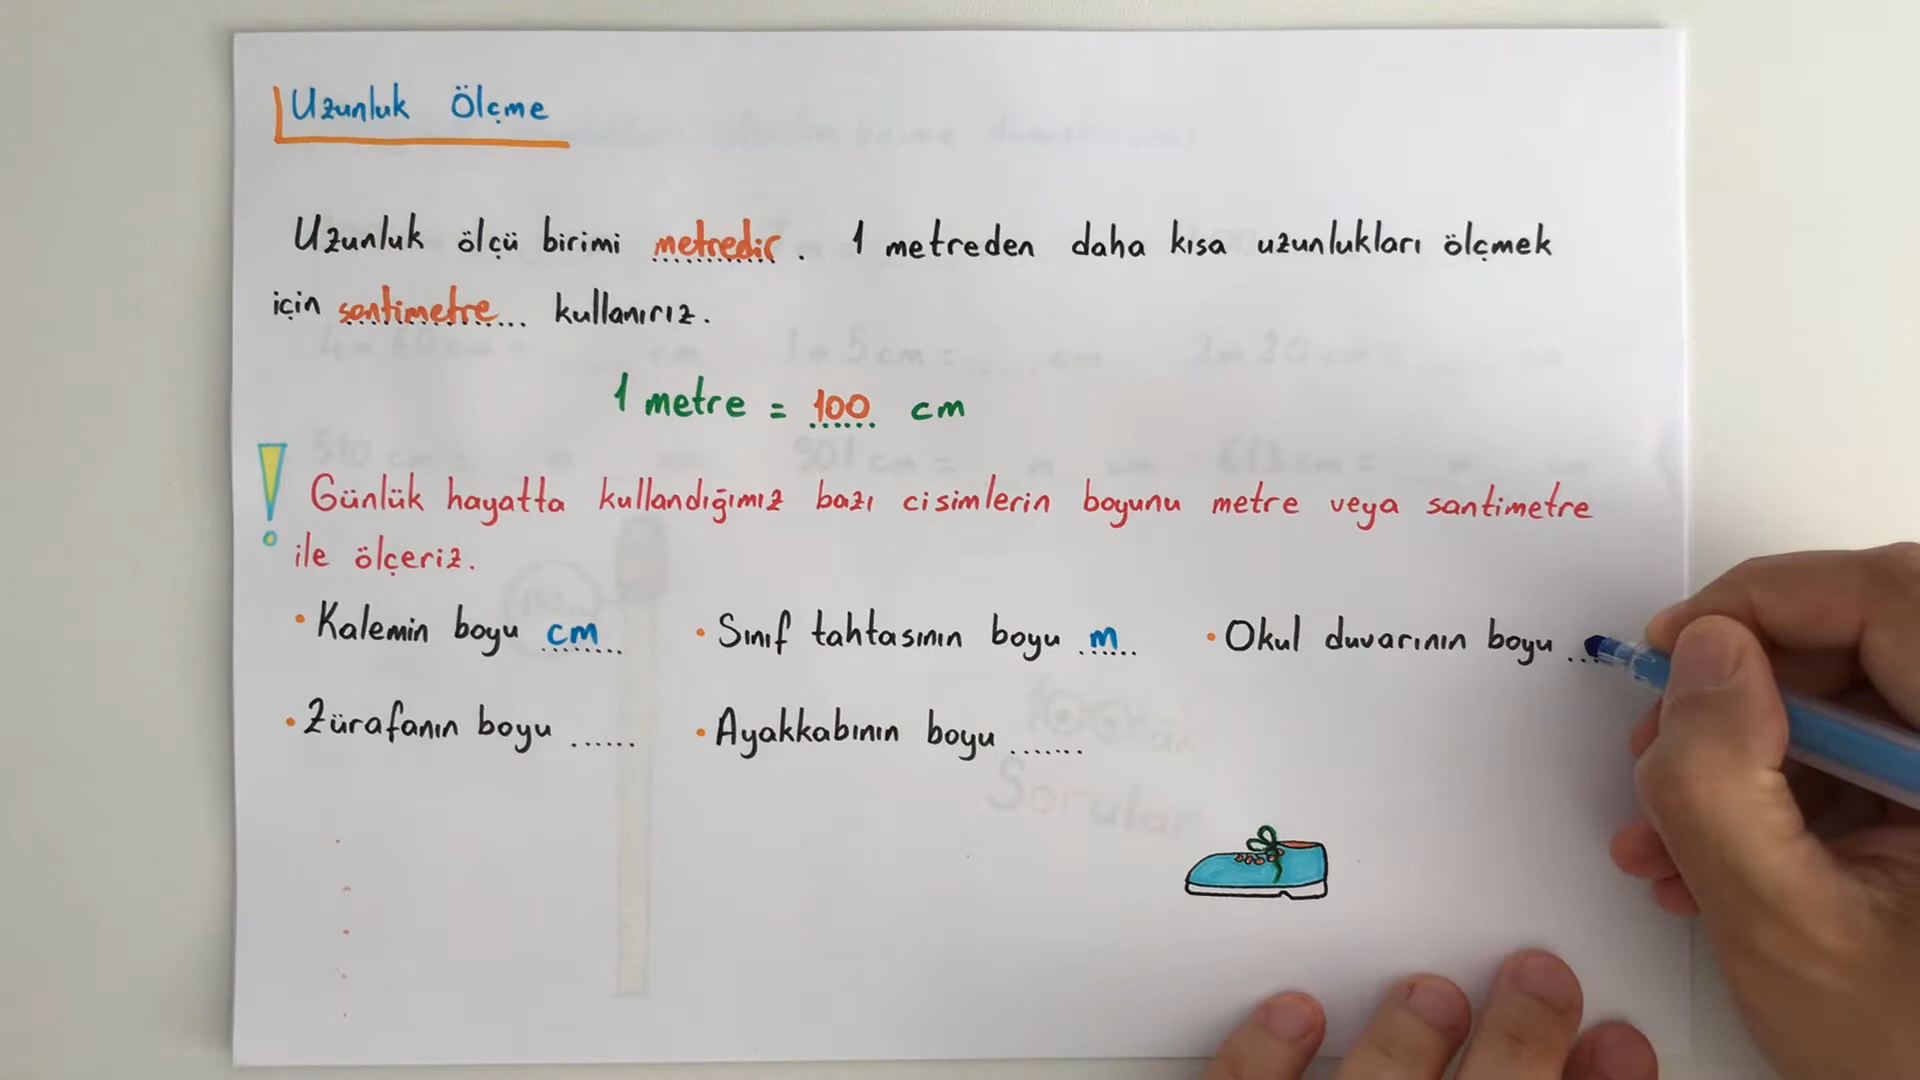 Uzunluk Ölçme
Uzunluk ölçü birimi metredir. 1 metreden daha kısa uzunlukları ölçmek
için santimetre... kullanırız.
1 metre = 100 cm
! Günlük hayatta kullandığımız bazı cisimlerin boyunu metre veya santimetre
ile ölçeriz.
• Kalemin boyu cm.. • Sınıf tahtasının boyu .m.. • Okul duvarının boyu ...
• Zürafanın boyu ...... • Ayakkabının boyu .......